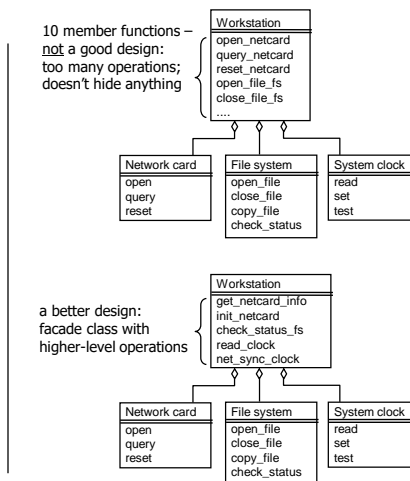 10 member functions –
not a good design:
too many operations;
doesn't hide anything
Workstation
open_netcard
query_netcard
reset_netcard
open_file_fs
close_file_fs
....
Network card
open
query
reset
File system
open_file
close_file
copy_file
check_status
System clock
read
set
test
a better design:
facade class with
higher-level operations
Workstation
get_netcard_info
init_netcard
check_status_fs
read_clock
net_sync_clock
Network card
open
query
reset
File system
open_file
close_file
copy_file
check_status
System clock
read
set
test